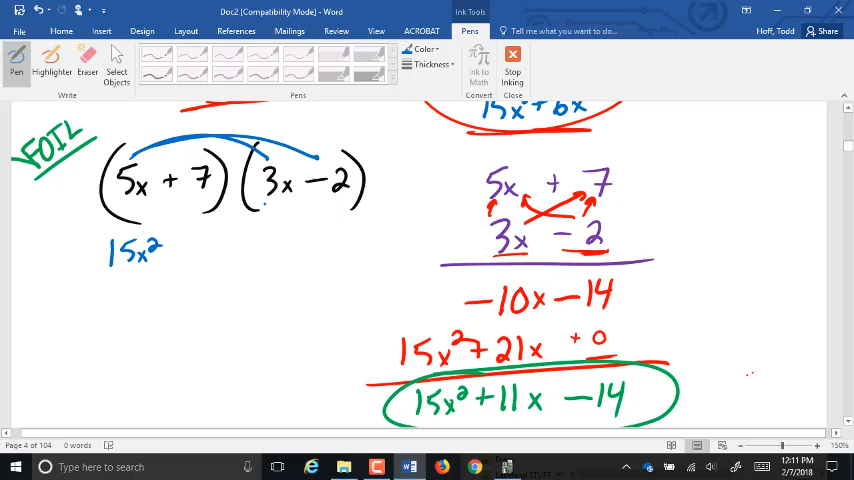 Doc2 [Compatibility Mode] - Word
Ink Tools
File
Home
Insert
Design
Layout
References
Mailings
Review
View
ACROBAT
Pens
Tell me what you want to do...
Hoff, Todd
Share
Pen
Highlighter
Eraser
Select Objects
Color
Thickness
Ink to Math
Stop Inking
Write
Pens
Convert
Close
15x² + 6x
FOIL
(5x + 7)(3x - 2)
15x²
5x + 7
3x - 2
-10x - 14
15x² + 21x + 0
15x² + 11x - 14
Page 4 of 104
0 words
150%
Type here to search
12:11 PM
2/7/2018